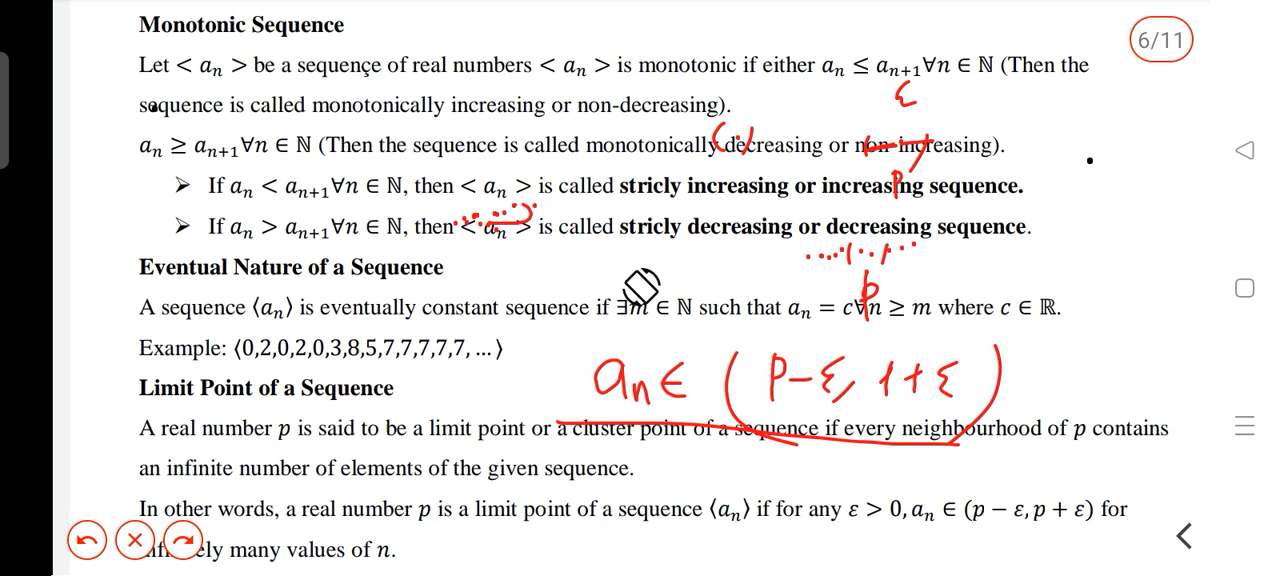 Monotonic Sequence
6/11
Let < aₙ > be a sequençe of real numbers < aₙ > is monotonic if either aₙ ≤ aₙ₊₁∀n ∈ ℕ (Then the
sequence is called monotonically increasing or non-decreasing).
ε
aₙ ≥ aₙ₊₁∀n ∈ ℕ (Then the sequence is called monotonically decreasing or non-increasing).
➢ If aₙ < aₙ₊₁∀n ∈ ℕ, then < aₙ > is called stricly increasing or increasing sequence.
p
➢ If aₙ > aₙ₊₁∀n ∈ ℕ, then < aₙ > is called stricly decreasing or decreasing sequence.
Eventual Nature of a Sequence
p
A sequence ⟨aₙ⟩ is eventually constant sequence if ∃m ∈ ℕ such that aₙ = c∀n ≥ m where c ∈ ℝ.
Example: ⟨0,2,0,2,0,3,8,5,7,7,7,7,7, ... ⟩
an ∈ (p-ε, 1+ε)
Limit Point of a Sequence
A real number p is said to be a limit point or a cluster point of a sequence if every neighbourhood of p contains
an infinite number of elements of the given sequence.
In other words, a real number p is a limit point of a sequence ⟨aₙ⟩ if for any ε > 0, aₙ ∈ (p − ε, p + ε) for
many values of n.